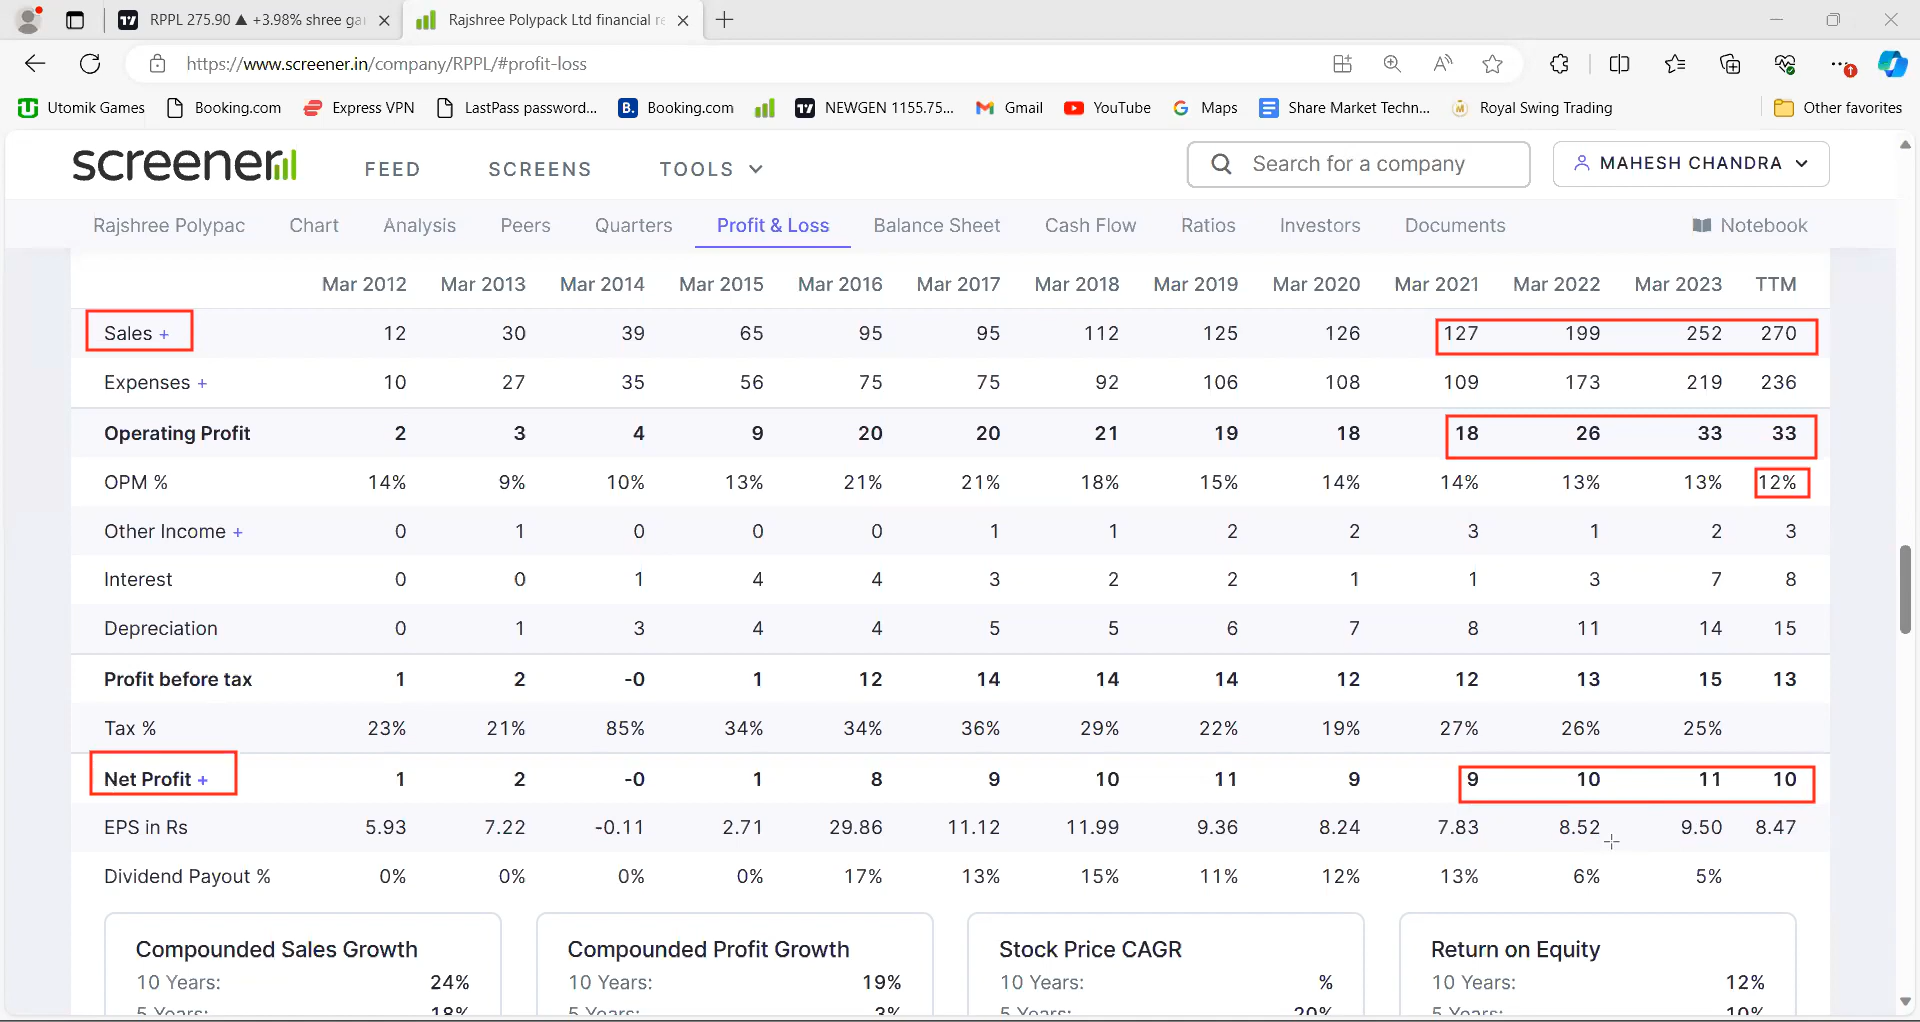 RPPL 275.90 ▲ +3.98% shree ga
Rajshree Polypack Ltd financial re
https://www.screener.in/company/RPPL/#profit-loss
Utomik Games Booking.com Express VPN LastPass password... Booking.com NEWGEN 1155.75... Gmail YouTube Maps Share Market Techn... Royal Swing Trading Other favorites
screener FEED SCREENS TOOLS Search for a company MAHESH CHANDRA
Rajshree Polypac Chart Analysis Peers Quarters Profit & Loss Balance Sheet Cash Flow Ratios Investors Documents Notebook
Mar 2012 Mar 2013 Mar 2014 Mar 2015 Mar 2016 Mar 2017 Mar 2018 Mar 2019 Mar 2020 Mar 2021 Mar 2022 Mar 2023 TTM
Sales + 12 30 39 65 95 95 112 125 126 127 199 252 270
Expenses + 10 27 35 56 75 75 92 106 108 109 173 219 236
Operating Profit 2 3 4 9 20 20 21 19 18 18 26 33 33
OPM % 14% 9% 10% 13% 21% 21% 18% 15% 14% 14% 13% 13% 12%
Other Income + 0 1 0 0 0 1 1 2 2 3 1 2 3
Interest 0 0 1 4 4 3 2 2 1 1 3 7 8
Depreciation 0 1 3 4 4 5 5 6 7 8 11 14 15
Profit before tax 1 2 -0 1 12 14 14 14 12 12 13 15 13
Tax % 23% 21% 85% 34% 34% 36% 29% 22% 19% 27% 26% 25%
Net Profit + 1 2 -0 1 8 9 10 11 9 9 10 11 10
EPS in Rs 5.93 7.22 -0.11 2.71 29.86 11.12 11.99 9.36 8.24 7.83 8.52 9.50 8.47
Dividend Payout % 0% 0% 0% 0% 17% 13% 15% 11% 12% 13% 6% 5%
Compounded Sales Growth Compounded Profit Growth Stock Price CAGR Return on Equity
10 Years: 24% 10 Years: 19% 10 Years: % 10 Years: 12%
5 Years: 18% 5 Years: 3% 5 Years: 20% 5 Years: 10%